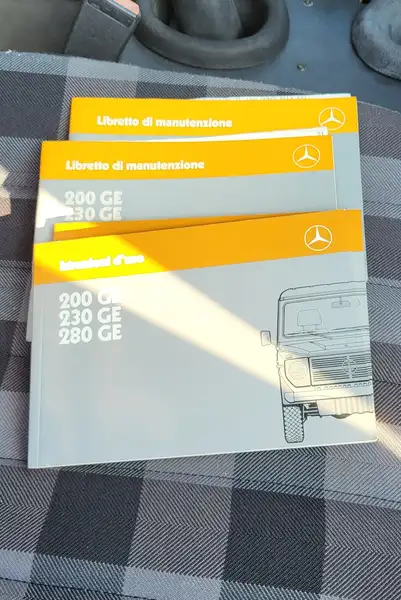 Libretto di manutenzione
Libretto di manutenzione
200 GE
230 GE
Istruzioni d'uso
200 GE
230 GE
280 GE